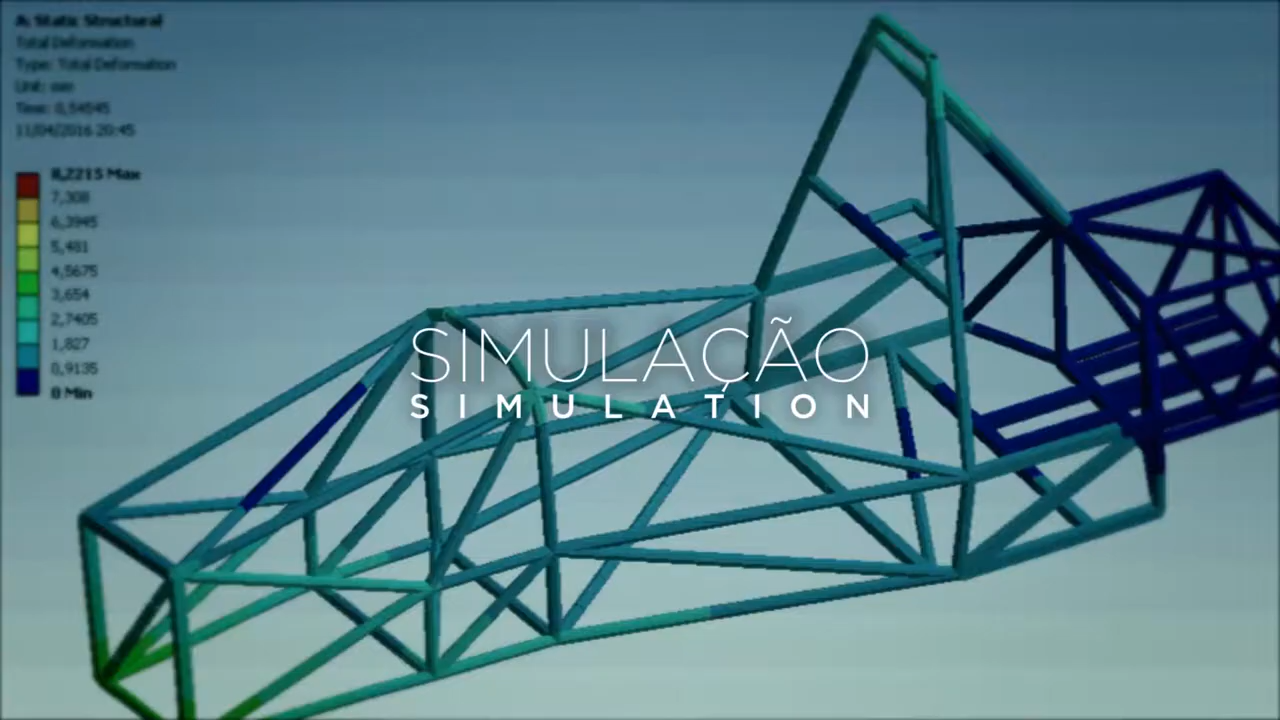 A: Static Structural
Total Deformation
Type: Total Deformation
Unit: mm
Time: 0,54545
11/04/2016 20:45
8,2215 Max
7,308
6,3945
5,481
4,5675
3,654
2,7405
1,827
0,9135
0 Min
SIMULAÇÃO
SIMULATION